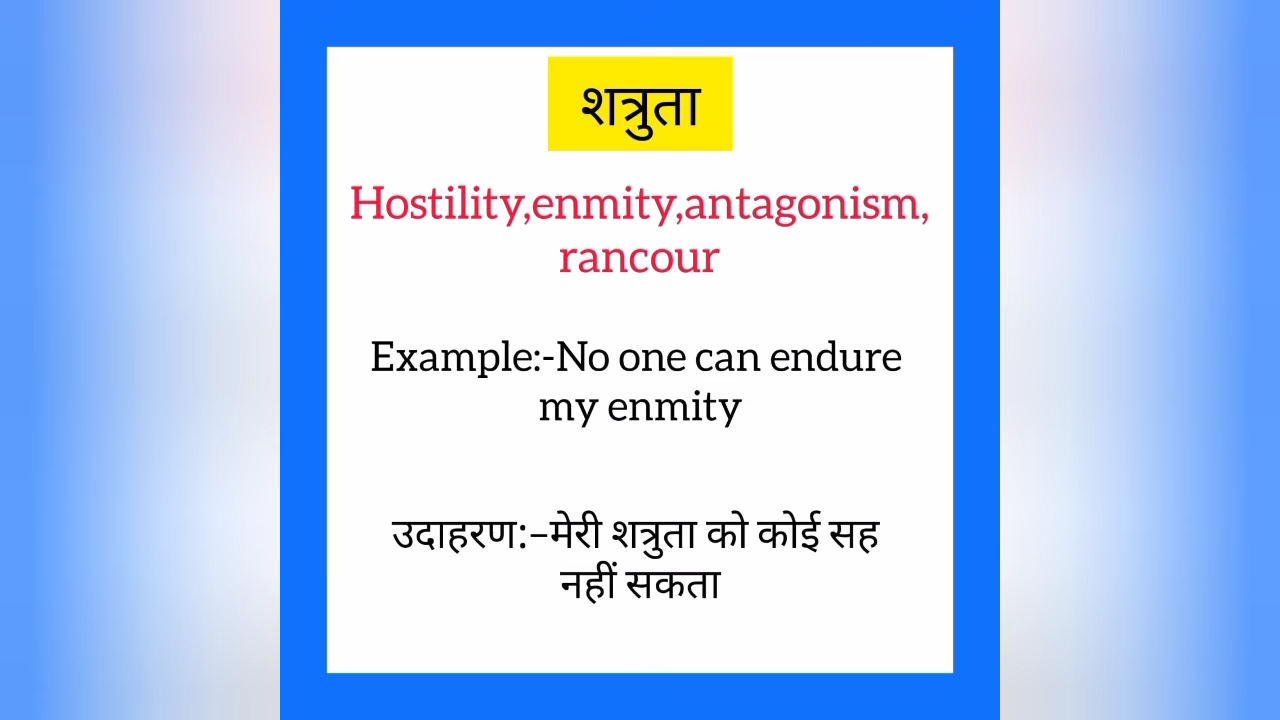 शत्रुता
Hostility,enmity,antagonism,
rancour
Example:-No one can endure
my enmity
उदाहरण:–मेरी शत्रुता को कोई सह
नहीं सकता